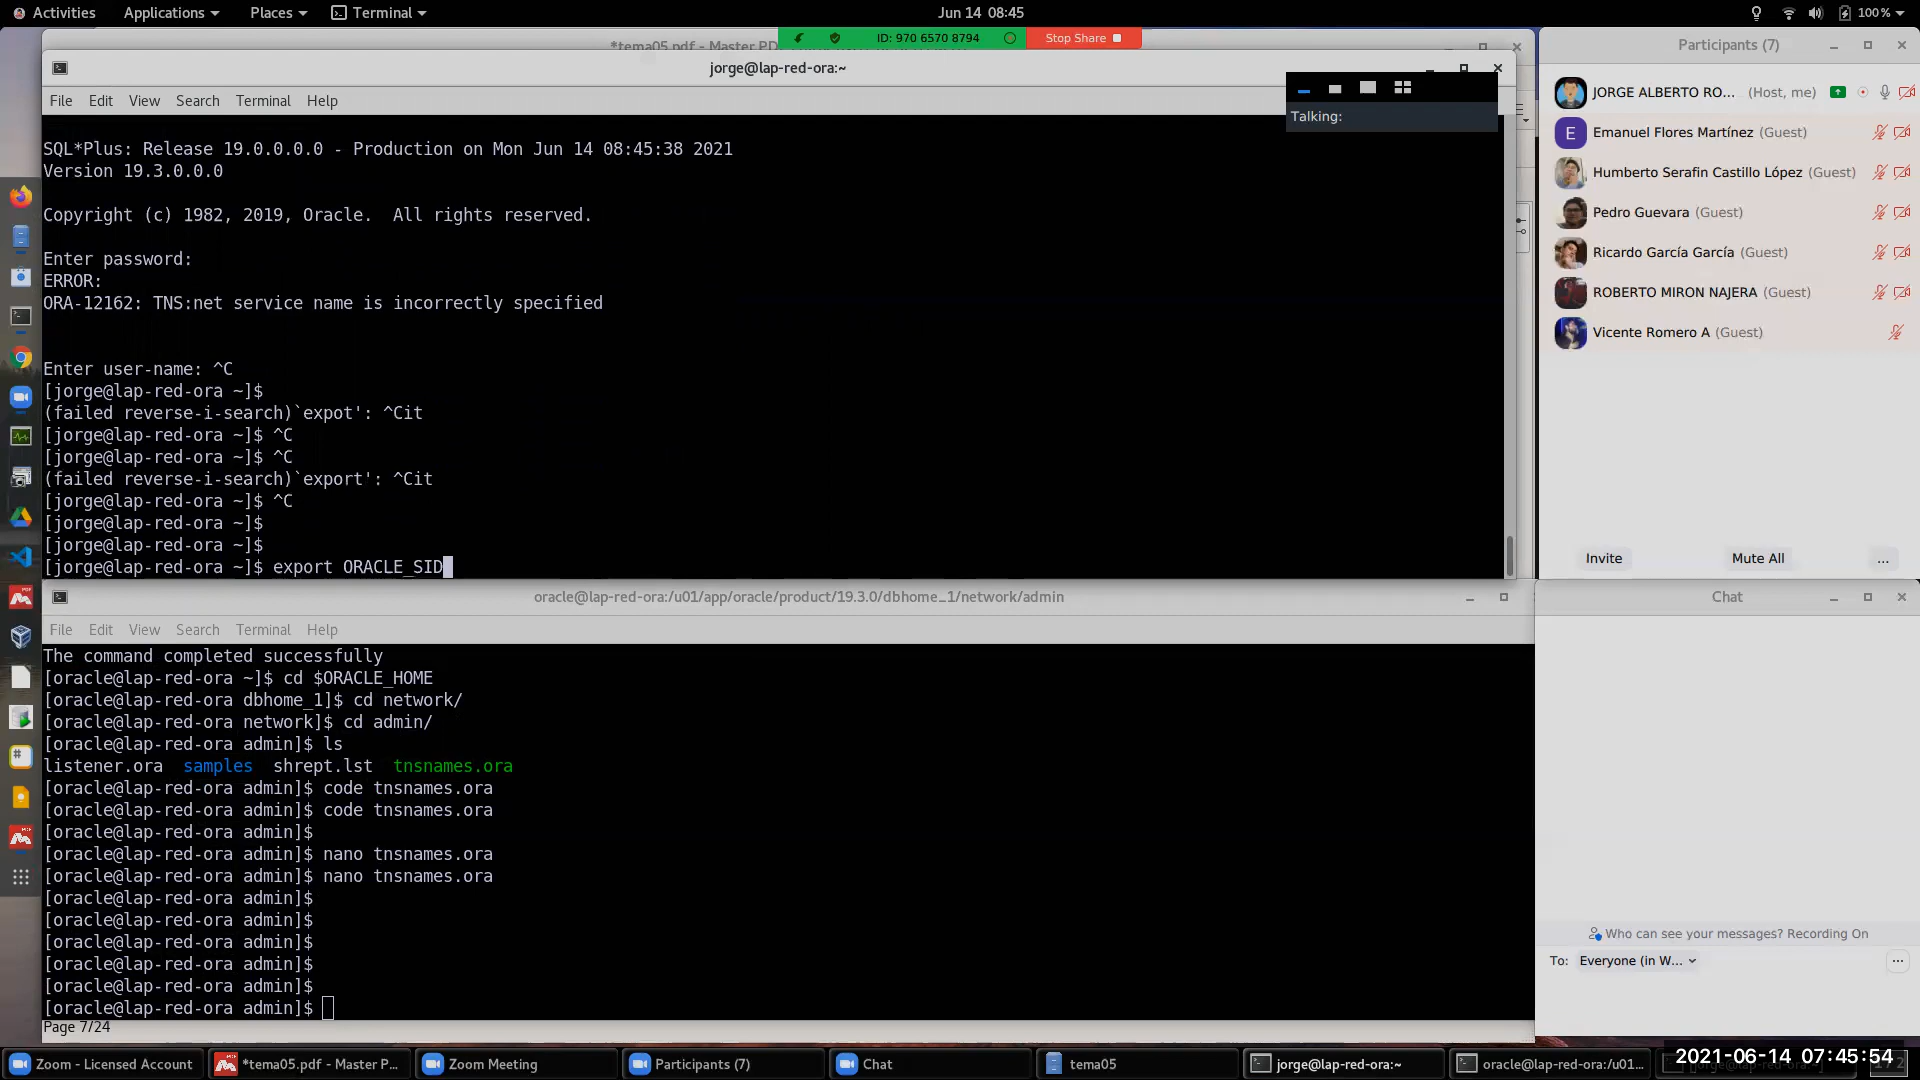 Activities Applications Places Terminal Jun 14 08:45 100%
*tema05.pdf - Master PD
ID: 970 6570 8794 Stop Share
jorge@lap-red-ora:~
File Edit View Search Terminal Help
Talking:
SQL*Plus: Release 19.0.0.0.0 - Production on Mon Jun 14 08:45:38 2021
Version 19.3.0.0.0
Copyright (c) 1982, 2019, Oracle.  All rights reserved.
Enter password:
ERROR:
ORA-12162: TNS:net service name is incorrectly specified
Enter user-name: ^C
[jorge@lap-red-ora ~]$
(failed reverse-i-search)`expot': ^Cit
[jorge@lap-red-ora ~]$ ^C
[jorge@lap-red-ora ~]$ ^C
(failed reverse-i-search)`export': ^Cit
[jorge@lap-red-ora ~]$ ^C
[jorge@lap-red-ora ~]$
[jorge@lap-red-ora ~]$
[jorge@lap-red-ora ~]$ export ORACLE_SID
oracle@lap-red-ora:/u01/app/oracle/product/19.3.0/dbhome_1/network/admin
File Edit View Search Terminal Help
The command completed successfully
[oracle@lap-red-ora ~]$ cd $ORACLE_HOME
[oracle@lap-red-ora dbhome_1]$ cd network/
[oracle@lap-red-ora network]$ cd admin/
[oracle@lap-red-ora admin]$ ls
listener.ora  samples  shrept.lst  tnsnames.ora
[oracle@lap-red-ora admin]$ code tnsnames.ora
[oracle@lap-red-ora admin]$ code tnsnames.ora
[oracle@lap-red-ora admin]$
[oracle@lap-red-ora admin]$ nano tnsnames.ora
[oracle@lap-red-ora admin]$ nano tnsnames.ora
[oracle@lap-red-ora admin]$
[oracle@lap-red-ora admin]$
[oracle@lap-red-ora admin]$
[oracle@lap-red-ora admin]$
[oracle@lap-red-ora admin]$
[oracle@lap-red-ora admin]$
Page 7/24
Participants (7)
JORGE ALBERTO RO... (Host, me)
E Emanuel Flores Martínez (Guest)
Humberto Serafin Castillo López (Guest)
Pedro Guevara (Guest)
Ricardo García García (Guest)
ROBERTO MIRON NAJERA (Guest)
Vicente Romero A (Guest)
Invite Mute All ...
Chat
Who can see your messages? Recording On
To: Everyone (in W... ...
Zoom - Licensed Account *tema05.pdf - Master P... Zoom Meeting Participants (7) Chat tema05 jorge@lap-red-ora:~ oracle@lap-red-ora:/u01...
2021-06-14 07:45:54